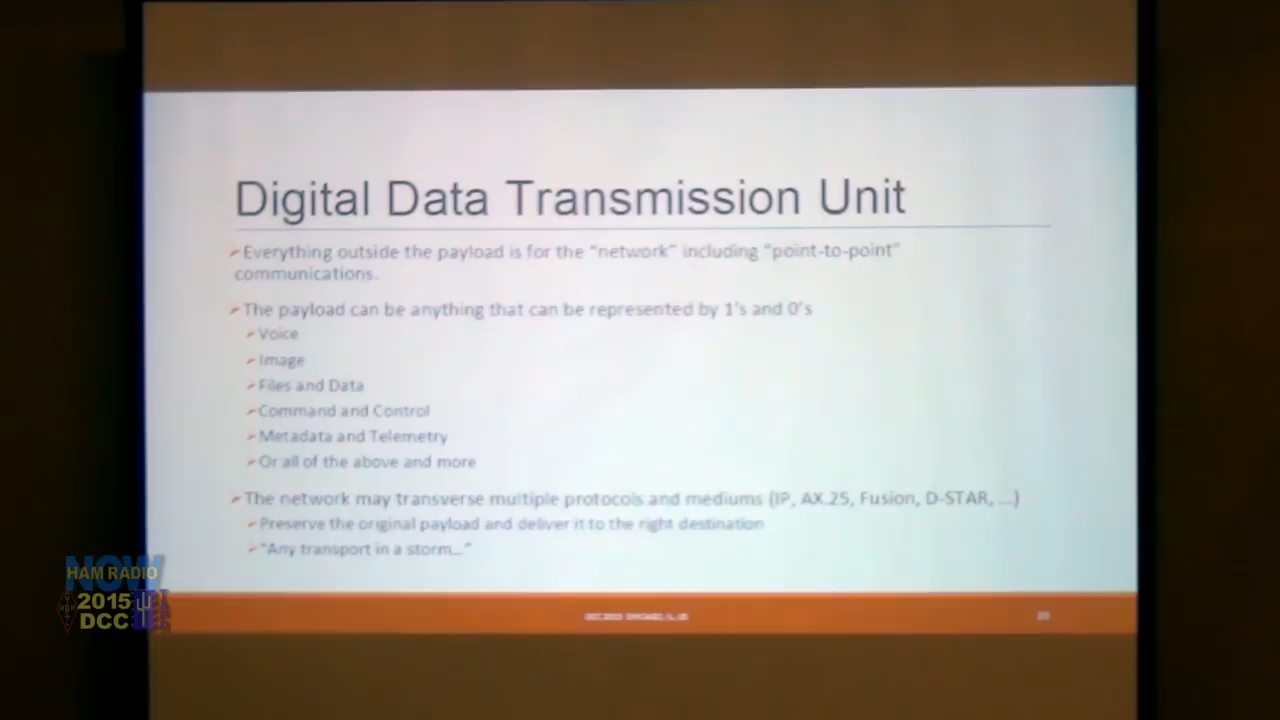 Digital Data Transmission Unit
Everything outside the payload is for the “network” including “point-to-point”
communications.
The payload can be anything that can be represented by 1's and 0's
Voice
Image
Files and Data
Command and Control
Metadata and Telemetry
Or all of the above and more
The network may transverse multiple protocols and mediums (IP, AX.25, Fusion, D-STAR, ...)
Preserve the original payload and deliver it to the right destination
“Any transport in a storm...”
NOW
HAM RADIO
2015
DCC